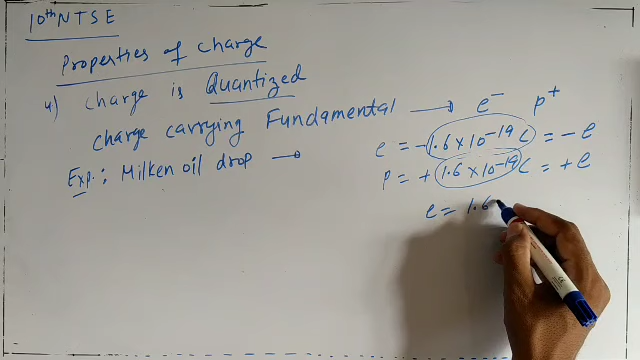 10th NTSE
Properties of charge
4) charge is Quantized
charge carrying Fundamental → e⁻ p⁺
e = -1.6×10⁻¹⁹ C = -e
Exp.: Milken oil drop →
P = +1.6×10⁻¹⁹ C = +e
e = 1.6